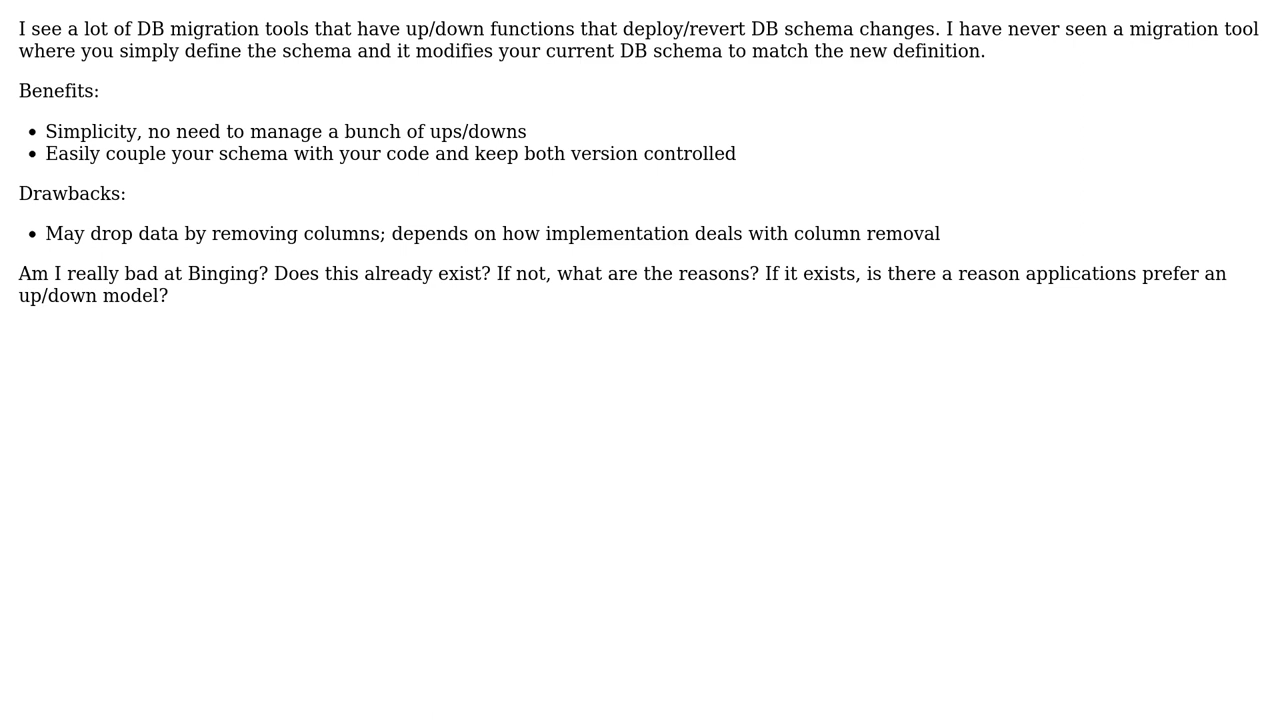 I see a lot of DB migration tools that have up/down functions that deploy/revert DB schema changes. I have never seen a migration tool
where you simply define the schema and it modifies your current DB schema to match the new definition.
Benefits:
• Simplicity, no need to manage a bunch of ups/downs
• Easily couple your schema with your code and keep both version controlled
Drawbacks:
• May drop data by removing columns; depends on how implementation deals with column removal
Am I really bad at Binging? Does this already exist? If not, what are the reasons? If it exists, is there a reason applications prefer an
up/down model?